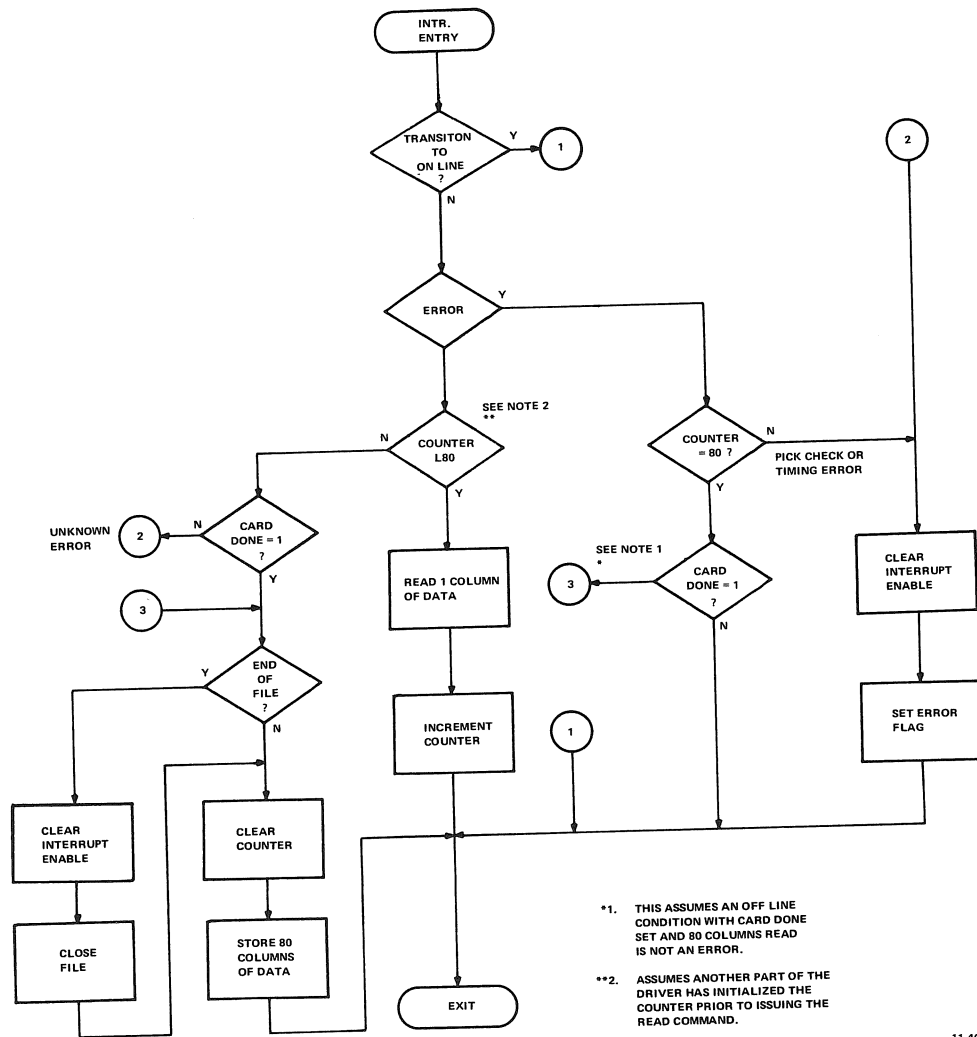 INTR.
ENTRY
TRANSITON
TO
ON LINE
?
Y
1
2
N
ERROR
Y
SEE NOTE 2
**
COUNTER
L80
N
Y
COUNTER
= 80 ?
N
PICK CHECK OR
TIMING ERROR
Y
UNKNOWN
ERROR
2
N
CARD
DONE = 1
?
Y
READ 1 COLUMN
OF DATA
SEE NOTE 1
*
3
CARD
DONE = 1
?
N
CLEAR
INTERRUPT
ENABLE
3
END
OF
FILE
?
Y
N
INCREMENT
COUNTER
1
SET ERROR
FLAG
CLEAR
INTERRUPT
ENABLE
CLEAR
COUNTER
CLOSE
FILE
STORE 80
COLUMNS
OF DATA
EXIT
*1. THIS ASSUMES AN OFF LINE
CONDITION WITH CARD DONE
SET AND 80 COLUMNS READ
IS NOT AN ERROR.
**2. ASSUMES ANOTHER PART OF THE
DRIVER HAS INITIALIZED THE
COUNTER PRIOR TO ISSUING THE
READ COMMAND.